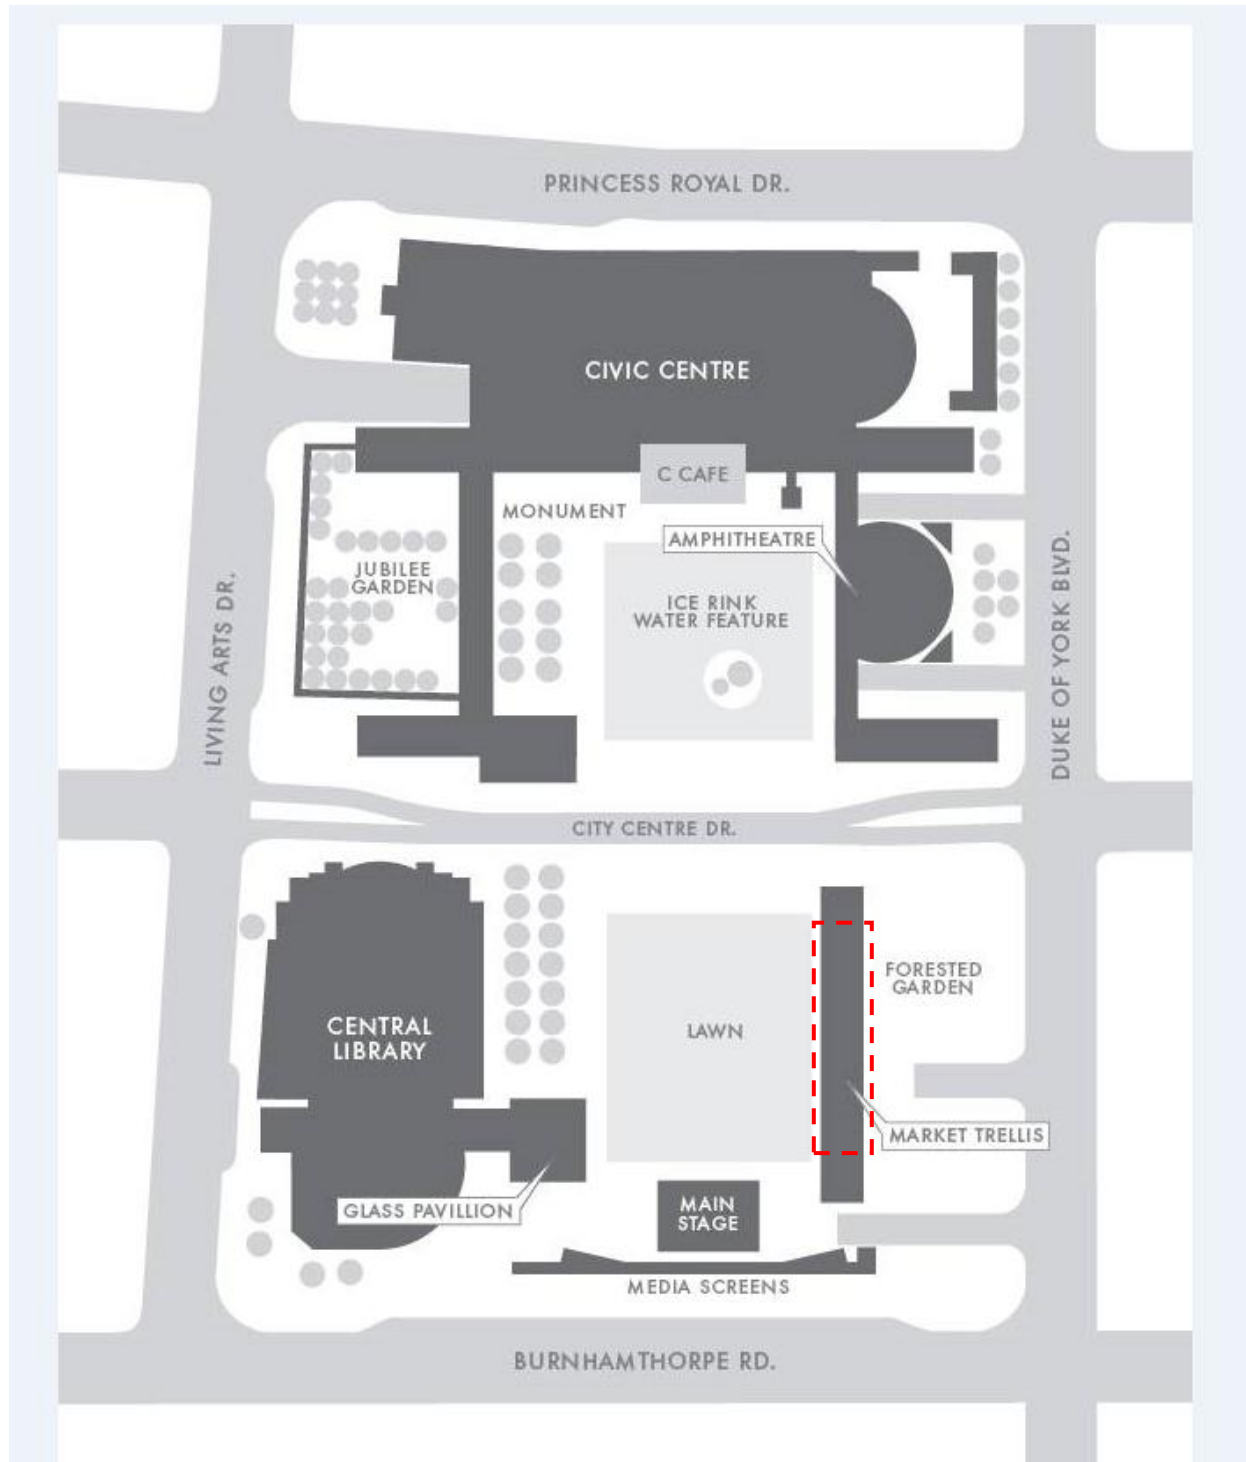 PRINCESS ROYAL DR.
CIVIC CENTRE
C CAFE
MONUMENT
AMPHITHEATRE
JUBILEE
GARDEN
ICE RINK
WATER FEATURE
LIVING ARTS DR.
DUKE OF YORK BLVD.
CITY CENTRE DR.
FORESTED
GARDEN
CENTRAL
LIBRARY
LAWN
MARKET TRELLIS
GLASS PAVILLION
MAIN
STAGE
MEDIA SCREENS
BURNHAMTHORPE RD.